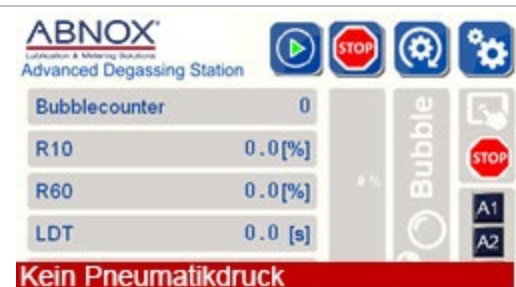 ABNOX®
Lubrication & Metering Solutions
Advanced Degassing Station
STOP
Bubblecounter 0
R10 0.0[%]
R60 0.0[%]
LDT 0.0 [s]
0 %
Bubble
STOP
A1
A2
Kein Pneumatikdruck